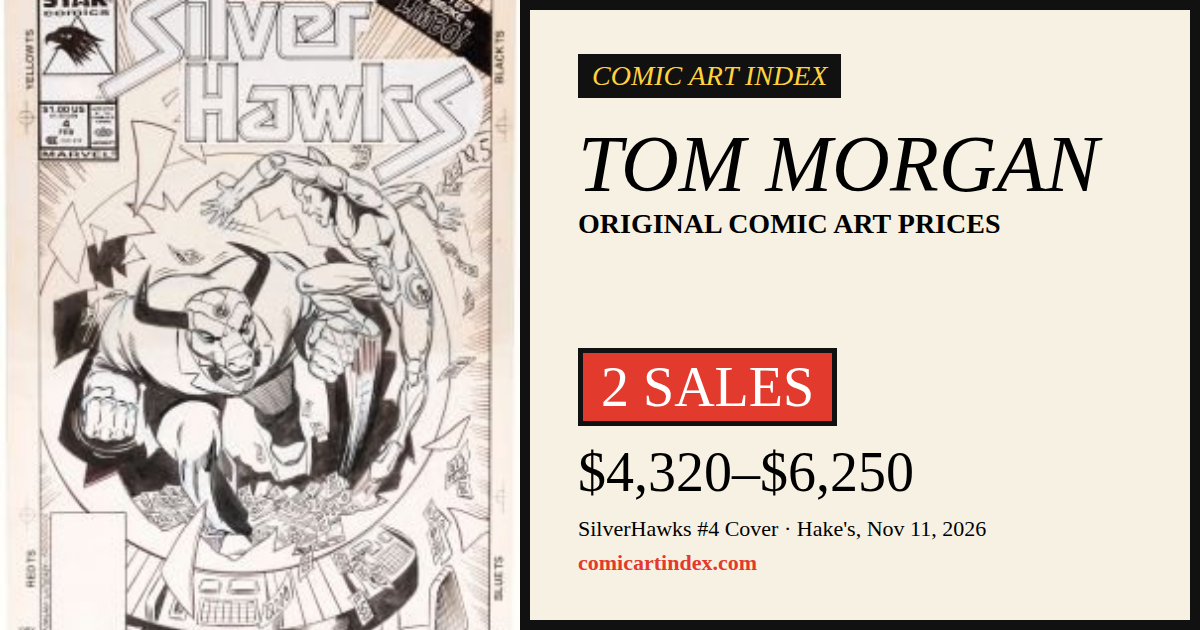 STAR
comics
Silver
Hawks
YELLOW TS
BLACK TS
$1.00 US
4
FEB
MARVEL
RED TS
BLUE TS
COMIC ART INDEX
TOM MORGAN
ORIGINAL COMIC ART PRICES
2 SALES
$4,320–$6,250
SilverHawks #4 Cover · Hake's, Nov 11, 2026
comicartindex.com